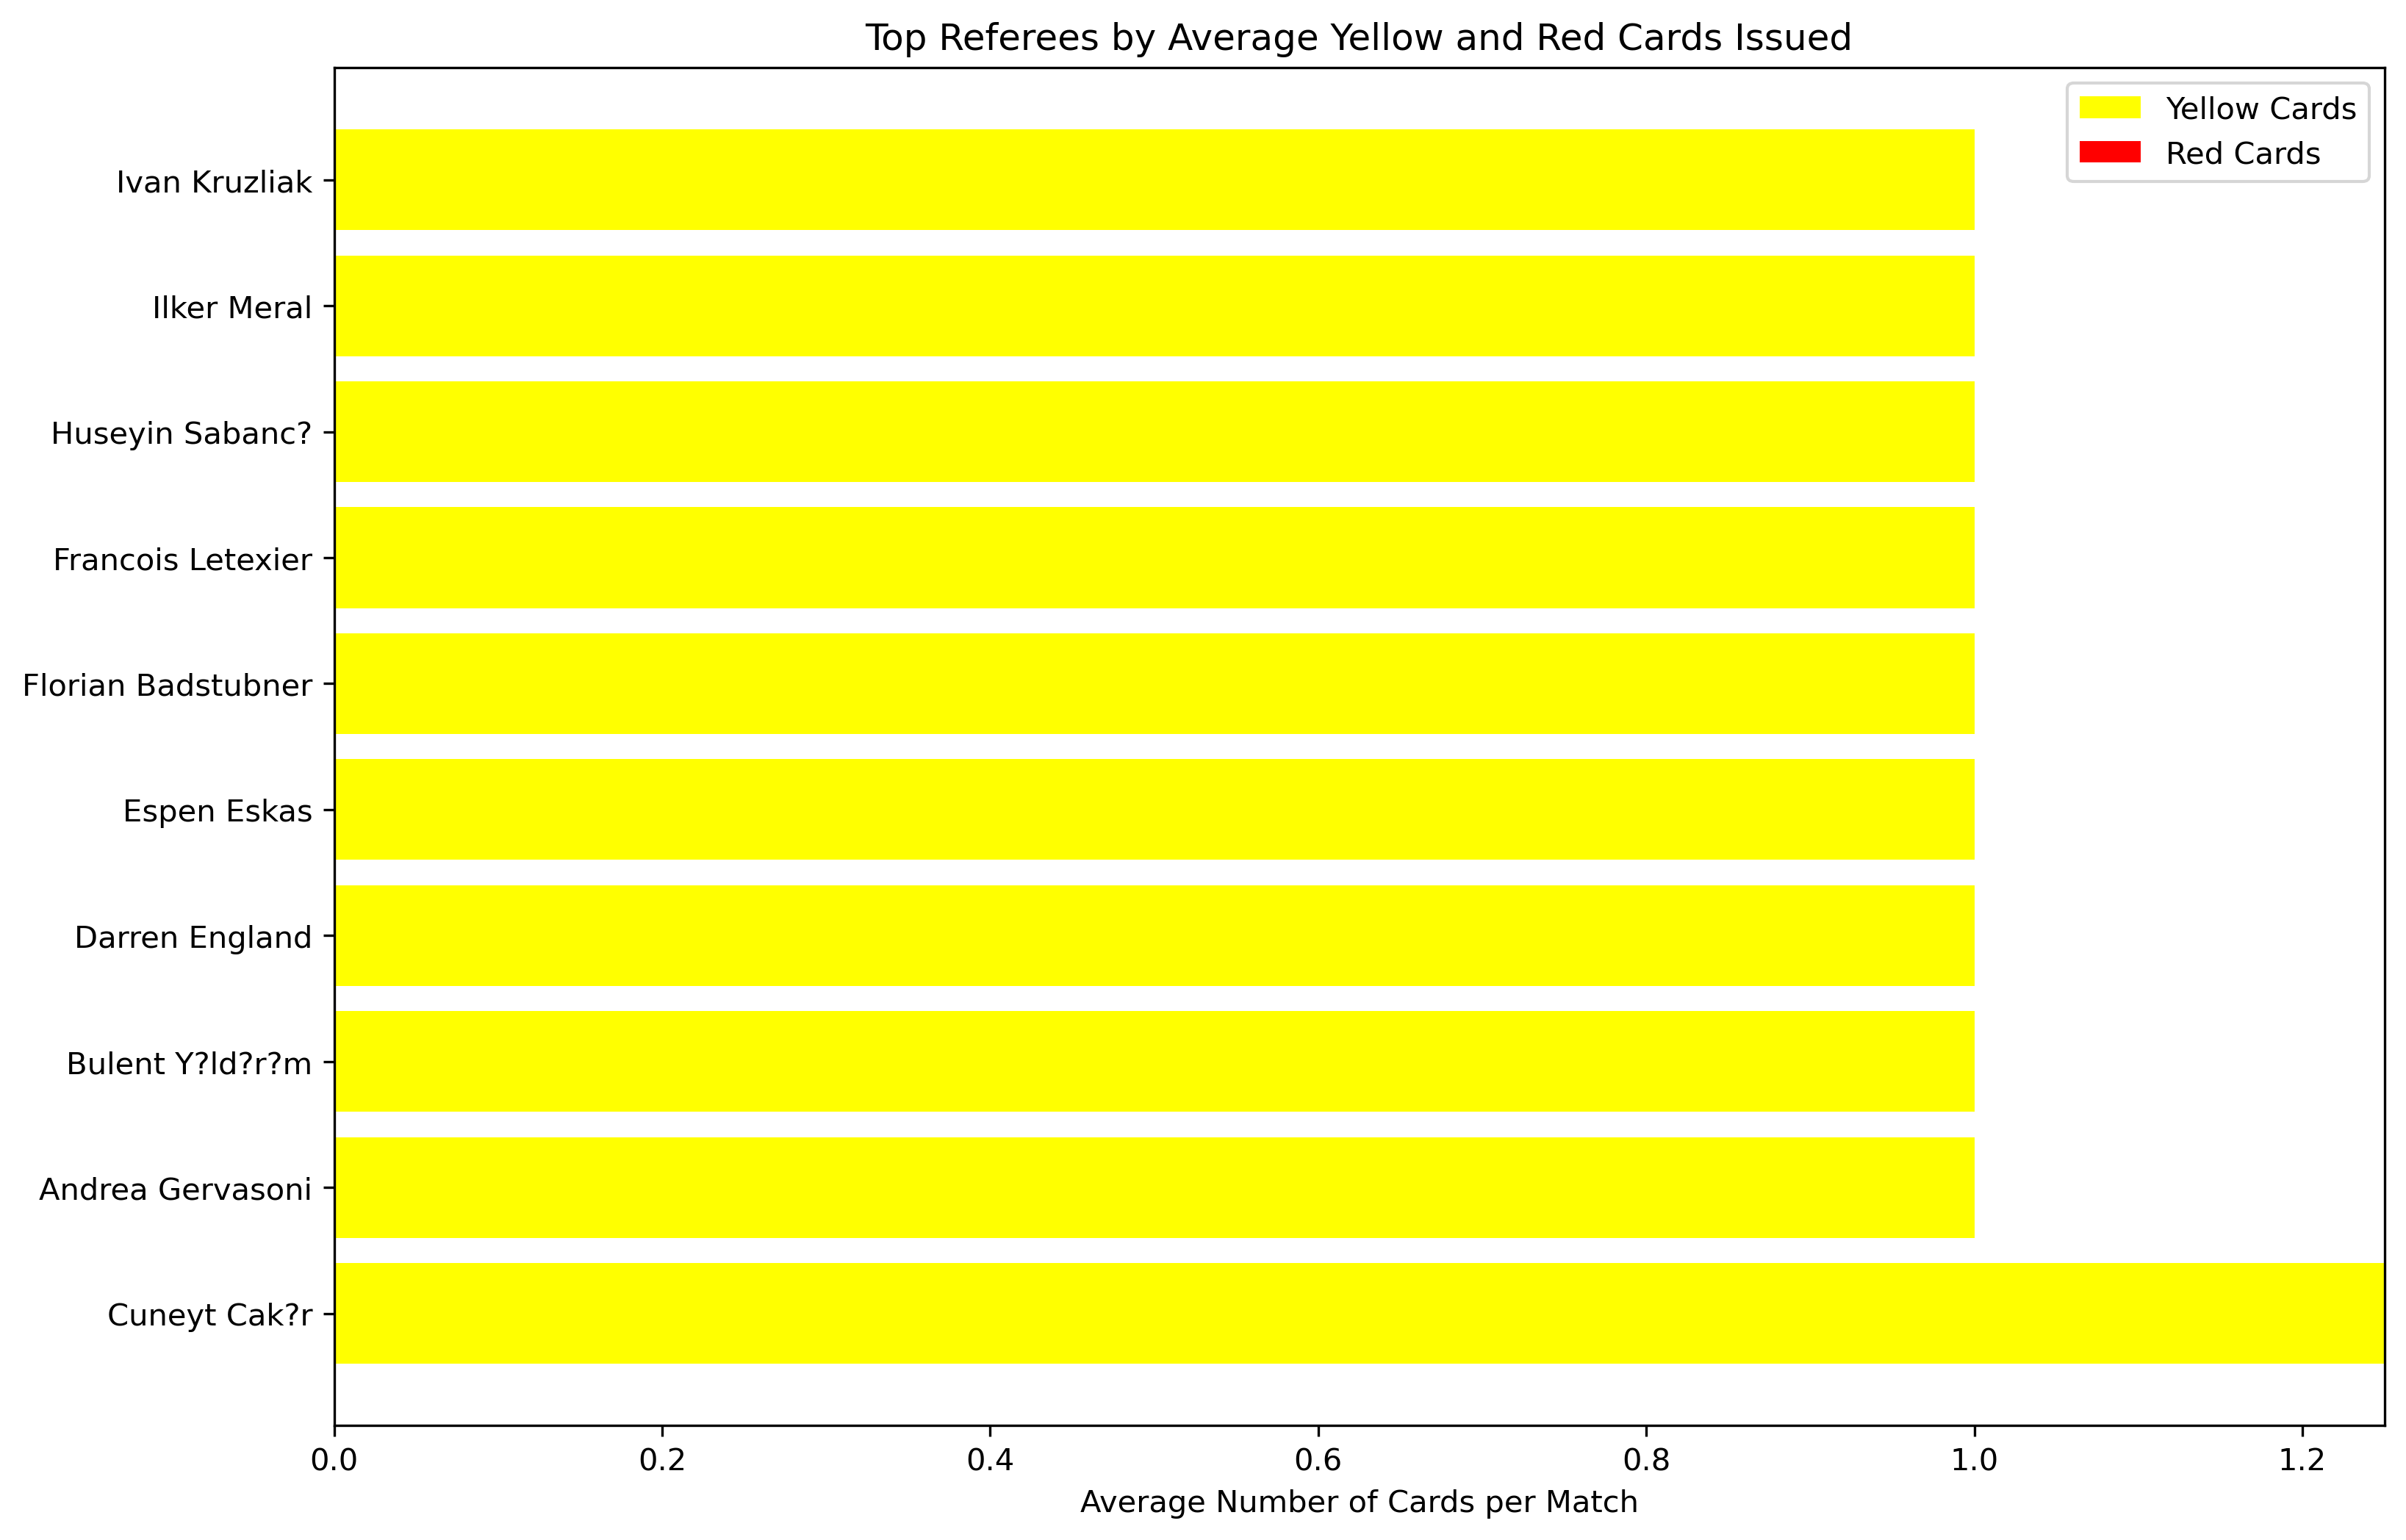 Top Referees by Average Yellow and Red Cards Issued
Yellow Cards
Red Cards
Ivan Kruzliak
Ilker Meral
Huseyin Sabanc?
Francois Letexier
Florian Badstubner
Espen Eskas
Darren England
Bulent Y?ld?r?m
Andrea Gervasoni
Cuneyt Cak?r
0.0 0.2 0.4 0.6 0.8 1.0 1.2
Average Number of Cards per Match